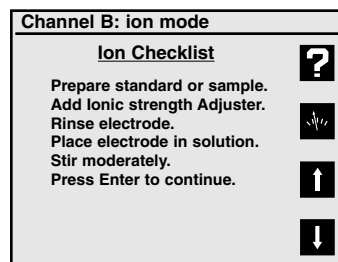 Channel B: ion mode
Ion Checklist
?
Prepare standard or sample.
Add Ionic strength Adjuster.
Rinse electrode.
Place electrode in solution.
Stir moderately.
Press Enter to continue.